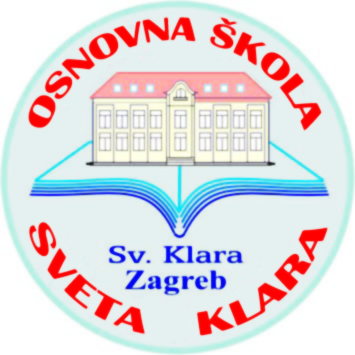 OSNOVNA ŠKOLA
Sv. Klara
Zagreb
SVETA KLARA